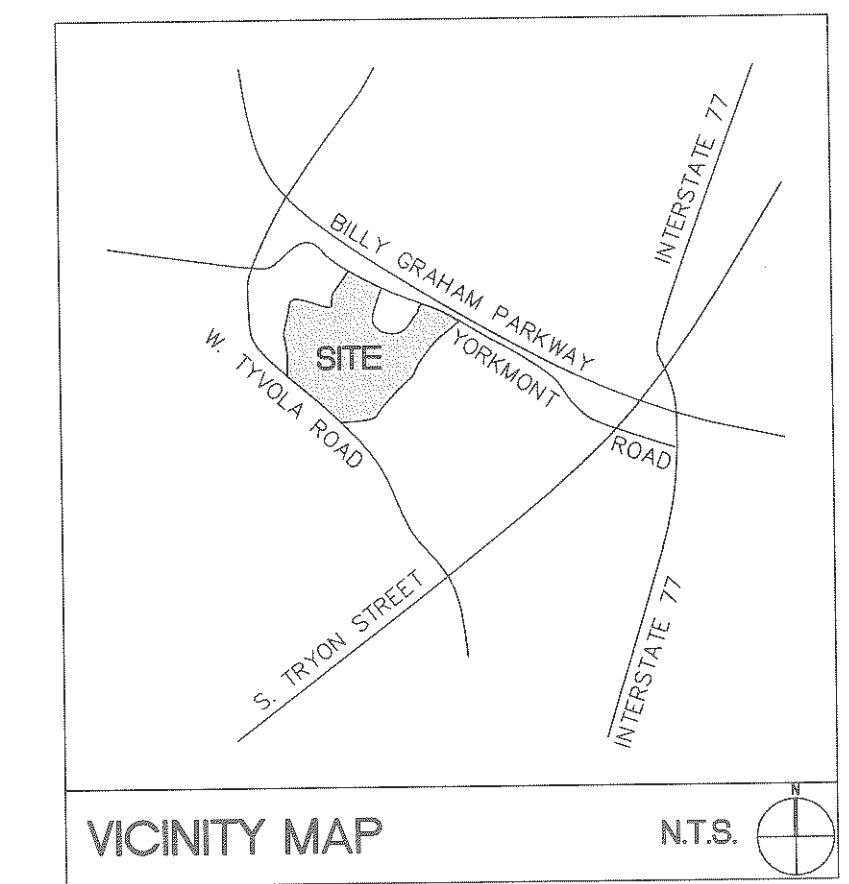 INTERSTATE 77
BILLY GRAHAM PARKWAY
SITE
W. TYVOLA ROAD
YORKMONT
ROAD
S. TRYON STREET
INTERSTATE 77
VICINITY MAP
N.T.S.
N